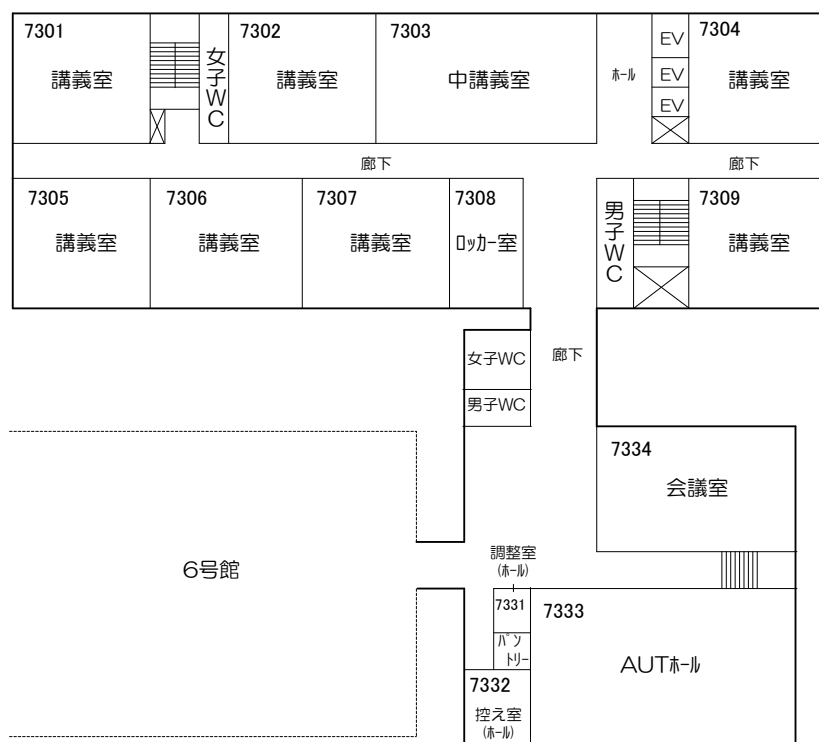 7301
講義室
女子WC
7302
講義室
7303
中講義室
ホール
EV
EV
EV
7304
講義室
廊下
廊下
7305
講義室
7306
講義室
7307
講義室
7308
ロッカー室
男子WC
7309
講義室
女子WC
廊下
男子WC
7334
会議室
6号館
調整室
(ホール)
7331
7333
パン
トリー
AUTホール
7332
控え室
(ホール)